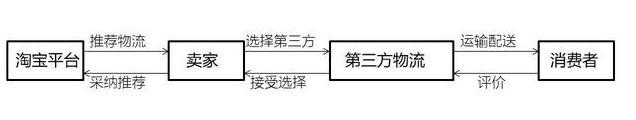 推荐物流
选择第三方
运输配送
淘宝平台
卖家
第三方物流
消费者
采纳推荐
接受选择
评价